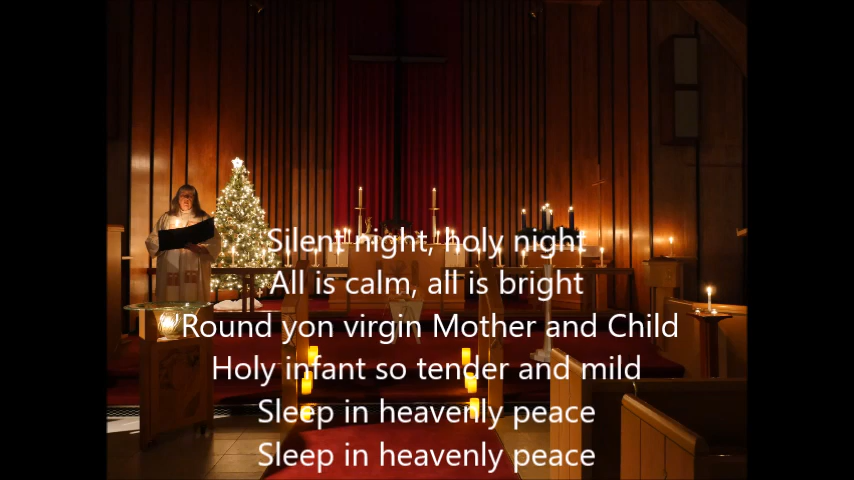 Silent night, holy night
All is calm, all is bright
'Round yon virgin Mother and Child
Holy infant so tender and mild
Sleep in heavenly peace
Sleep in heavenly peace